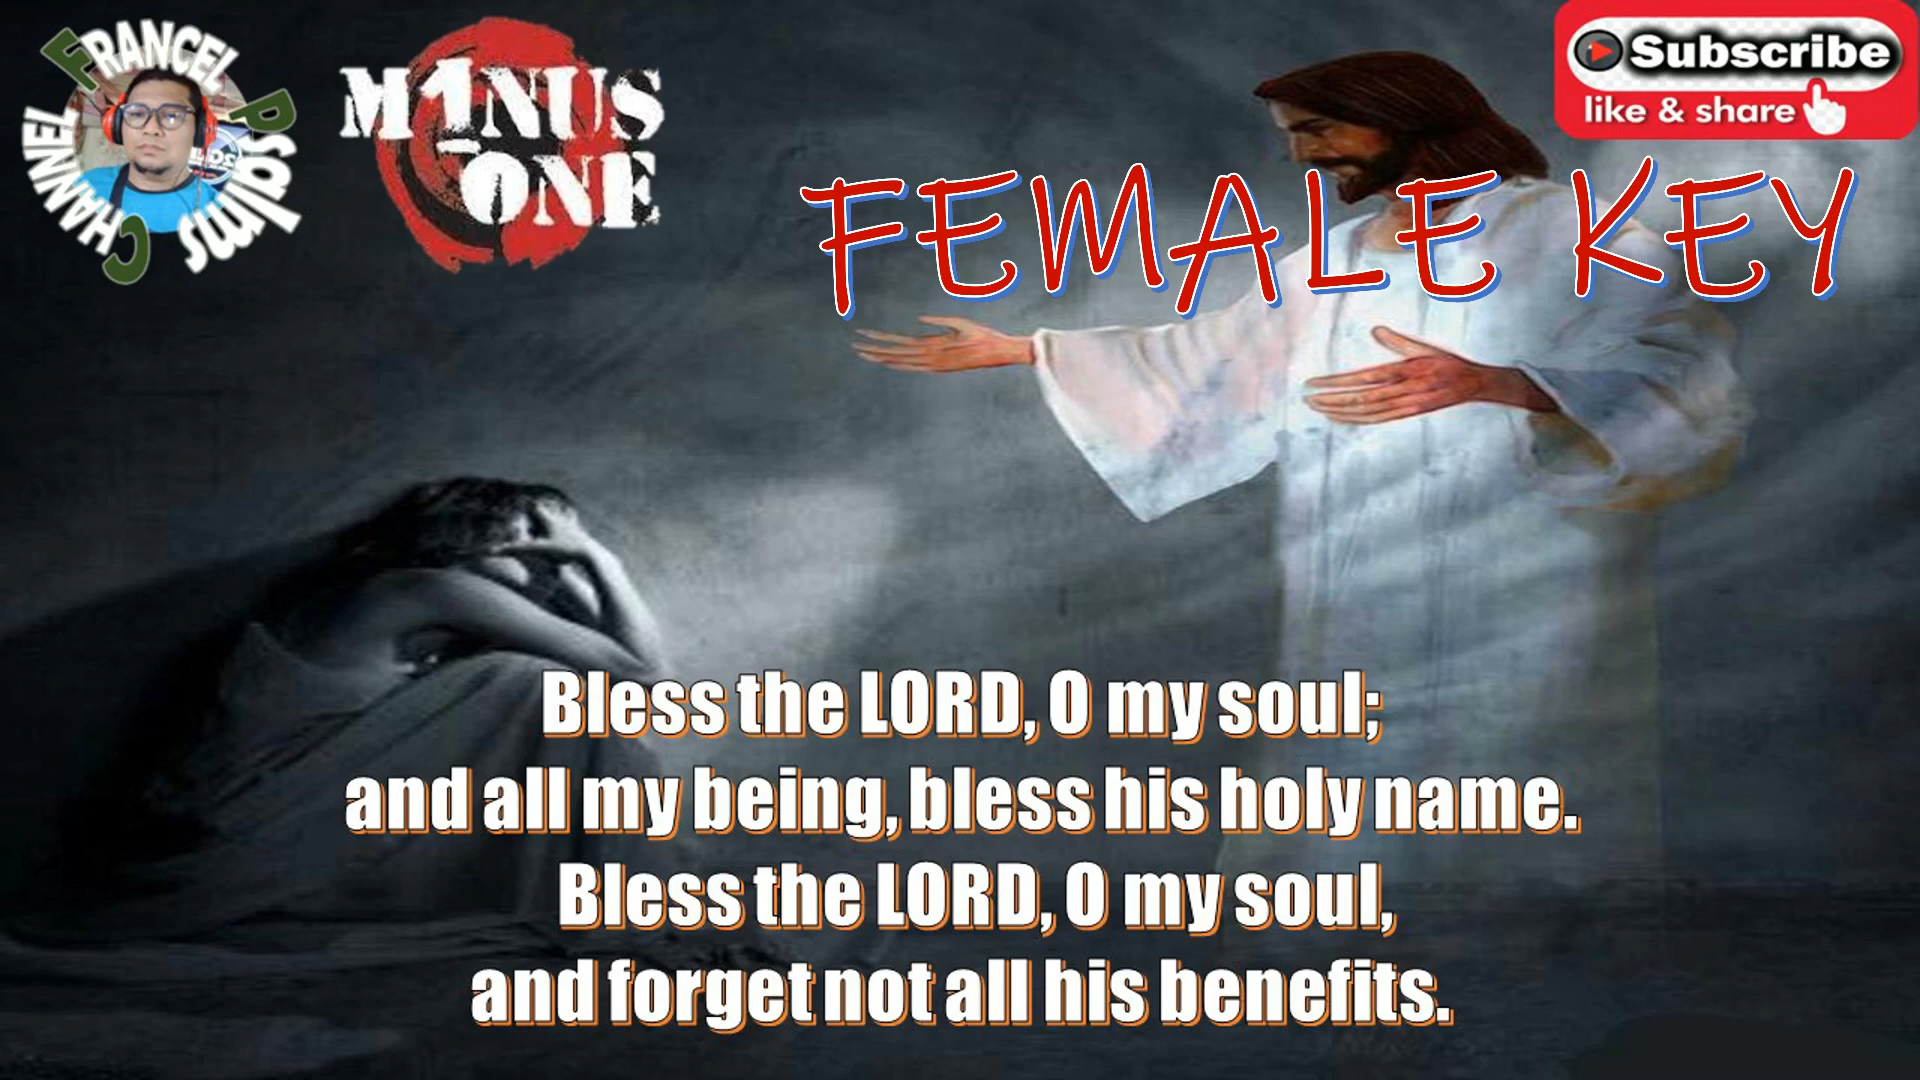 FRANCEL Psalms CHANNEL
M1NUS
ONE
Subscribe
like & share
FEMALE KEY
Bless the LORD, O my soul;
and all my being, bless his holy name.
Bless the LORD, O my soul,
and forget not all his benefits.